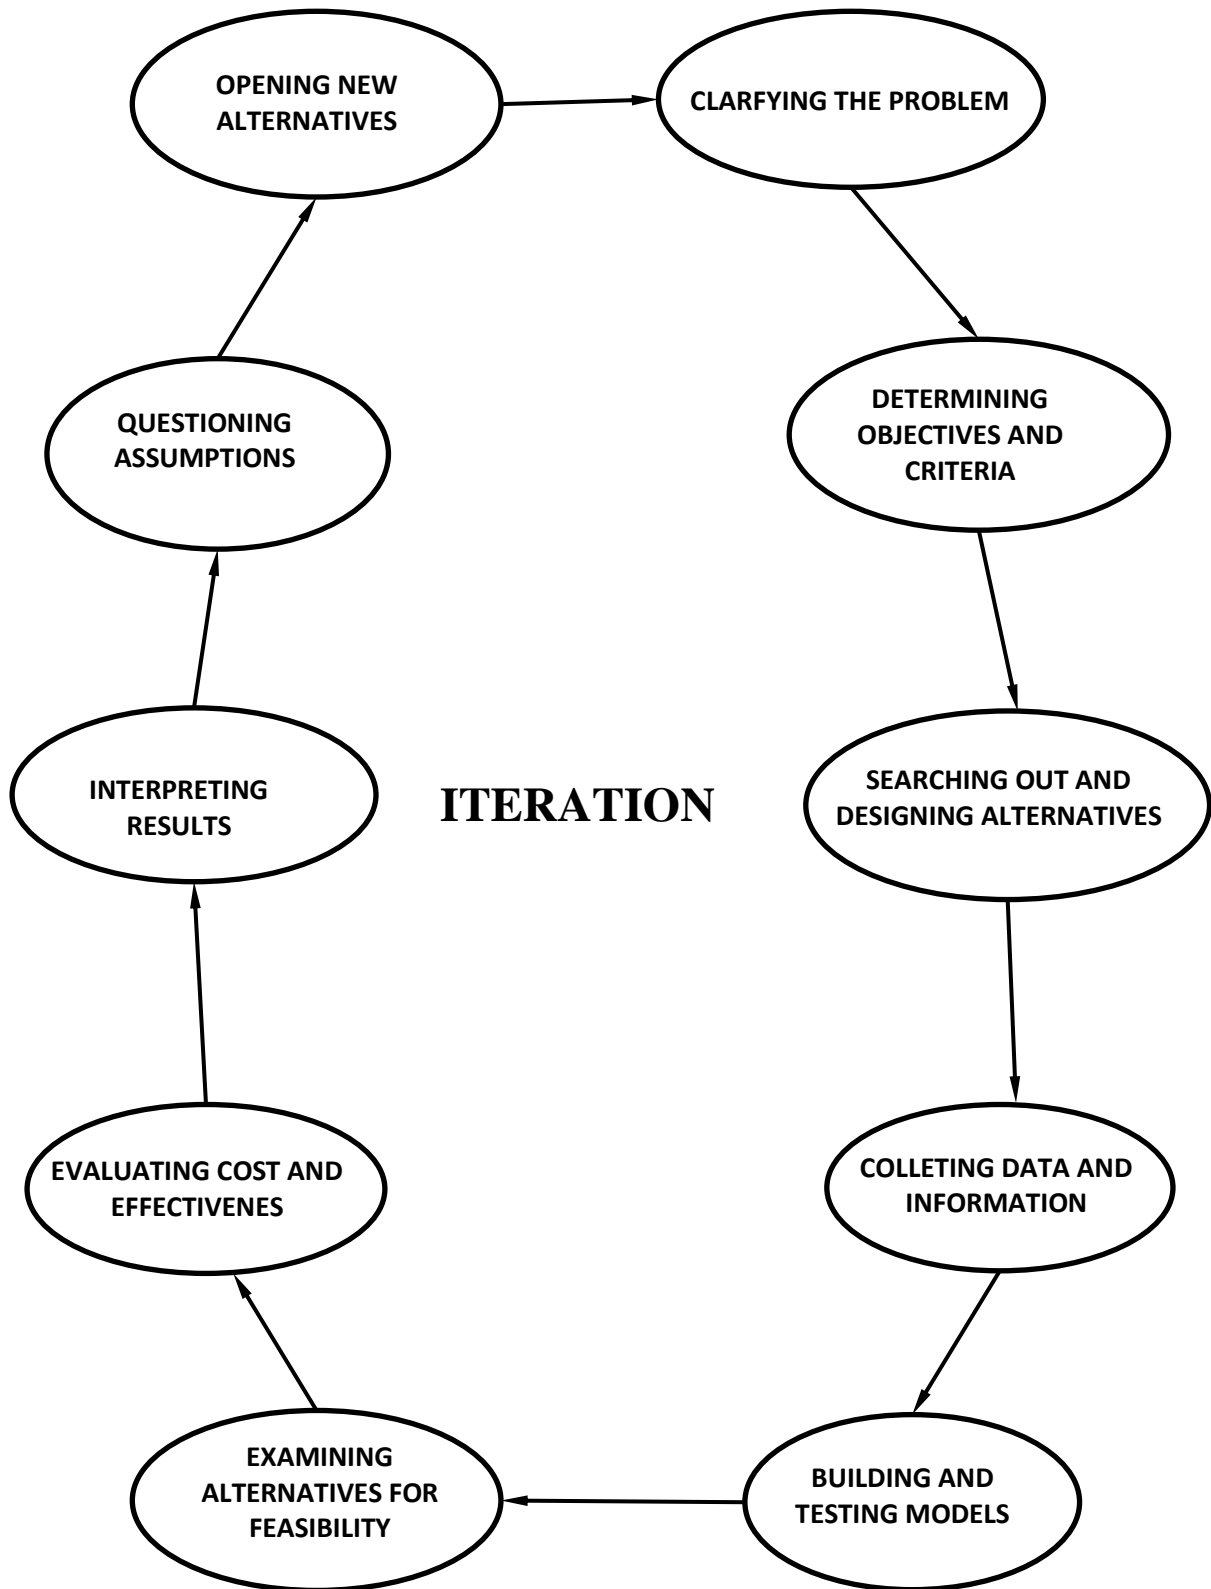 OPENING NEW
ALTERNATIVES
CLARFYING THE PROBLEM
DETERMINING
OBJECTIVES AND
CRITERIA
SEARCHING OUT AND
DESIGNING ALTERNATIVES
COLLETING DATA AND
INFORMATION
BUILDING AND
TESTING MODELS
EXAMINING
ALTERNATIVES FOR
FEASIBILITY
EVALUATING COST AND
EFFECTIVENES
INTERPRETING
RESULTS
QUESTIONING
ASSUMPTIONS
ITERATION